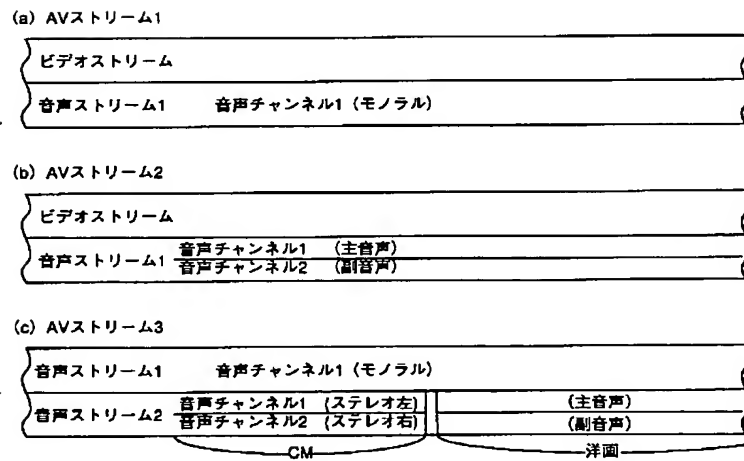 (a) AVストリーム1
ビデオストリーム
音声ストリーム1 音声チャンネル1 (モノラル)
(b) AVストリーム2
ビデオストリーム
音声ストリーム1
音声チャンネル1 (主音声)
音声チャンネル2 (副音声)
(c) AVストリーム3
音声ストリーム1 音声チャンネル1 (モノラル)
音声ストリーム2
音声チャンネル1 (ステレオ左) (主音声)
音声チャンネル2 (ステレオ右) (副音声)
CM 洋画